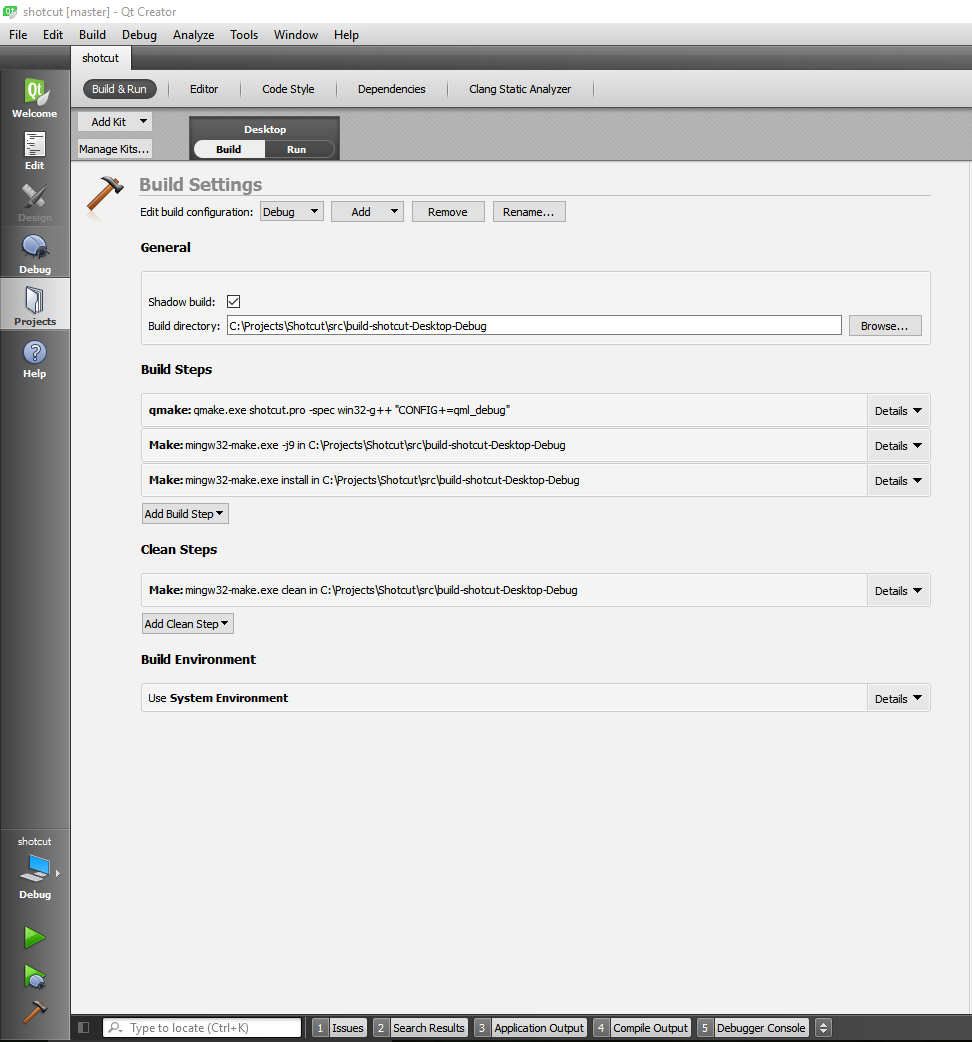 shotcut [master] - Qt Creator
File Edit Build Debug Analyze Tools Window Help
shotcut
Build & Run Editor Code Style Dependencies Clang Static Analyzer
Add Kit
Manage Kits...
Desktop
Build Run
Qt
Welcome
Edit
Design
Debug
Projects
Help
Build Settings
Edit build configuration: Debug Add Remove Rename...
General
Shadow build:
Build directory: C:\Projects\Shotcut\src\build-shotcut-Desktop-Debug Browse...
Build Steps
qmake: qmake.exe shotcut.pro -spec win32-g++ "CONFIG+=qml_debug" Details
Make: mingw32-make.exe -j9 in C:\Projects\Shotcut\src\build-shotcut-Desktop-Debug Details
Make: mingw32-make.exe install in C:\Projects\Shotcut\src\build-shotcut-Desktop-Debug Details
Add Build Step
Clean Steps
Make: mingw32-make.exe clean in C:\Projects\Shotcut\src\build-shotcut-Desktop-Debug Details
Add Clean Step
Build Environment
Use System Environment Details
shotcut
Debug
Type to locate (Ctrl+K) 1 Issues 2 Search Results 3 Application Output 4 Compile Output 5 Debugger Console